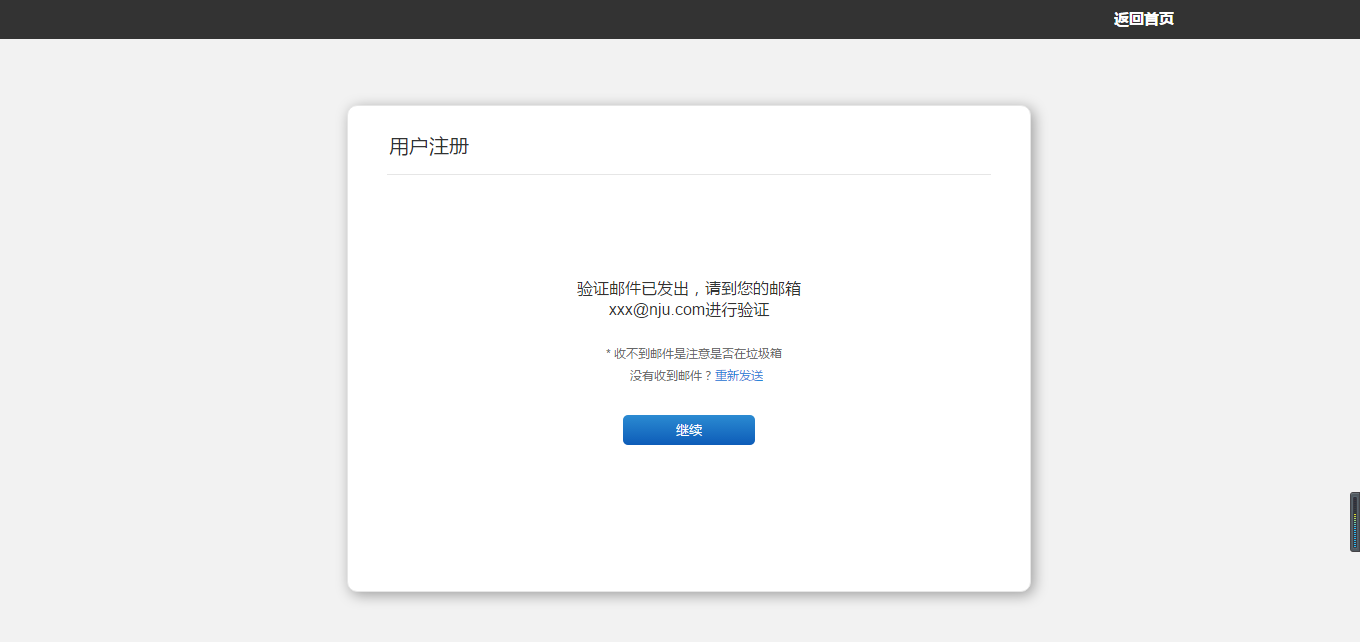 返回首页
用户注册
验证邮件已发出，请到您的邮箱
xxx@nju.com进行验证
* 收不到邮件是注意是否在垃圾箱
没有收到邮件？重新发送
继续